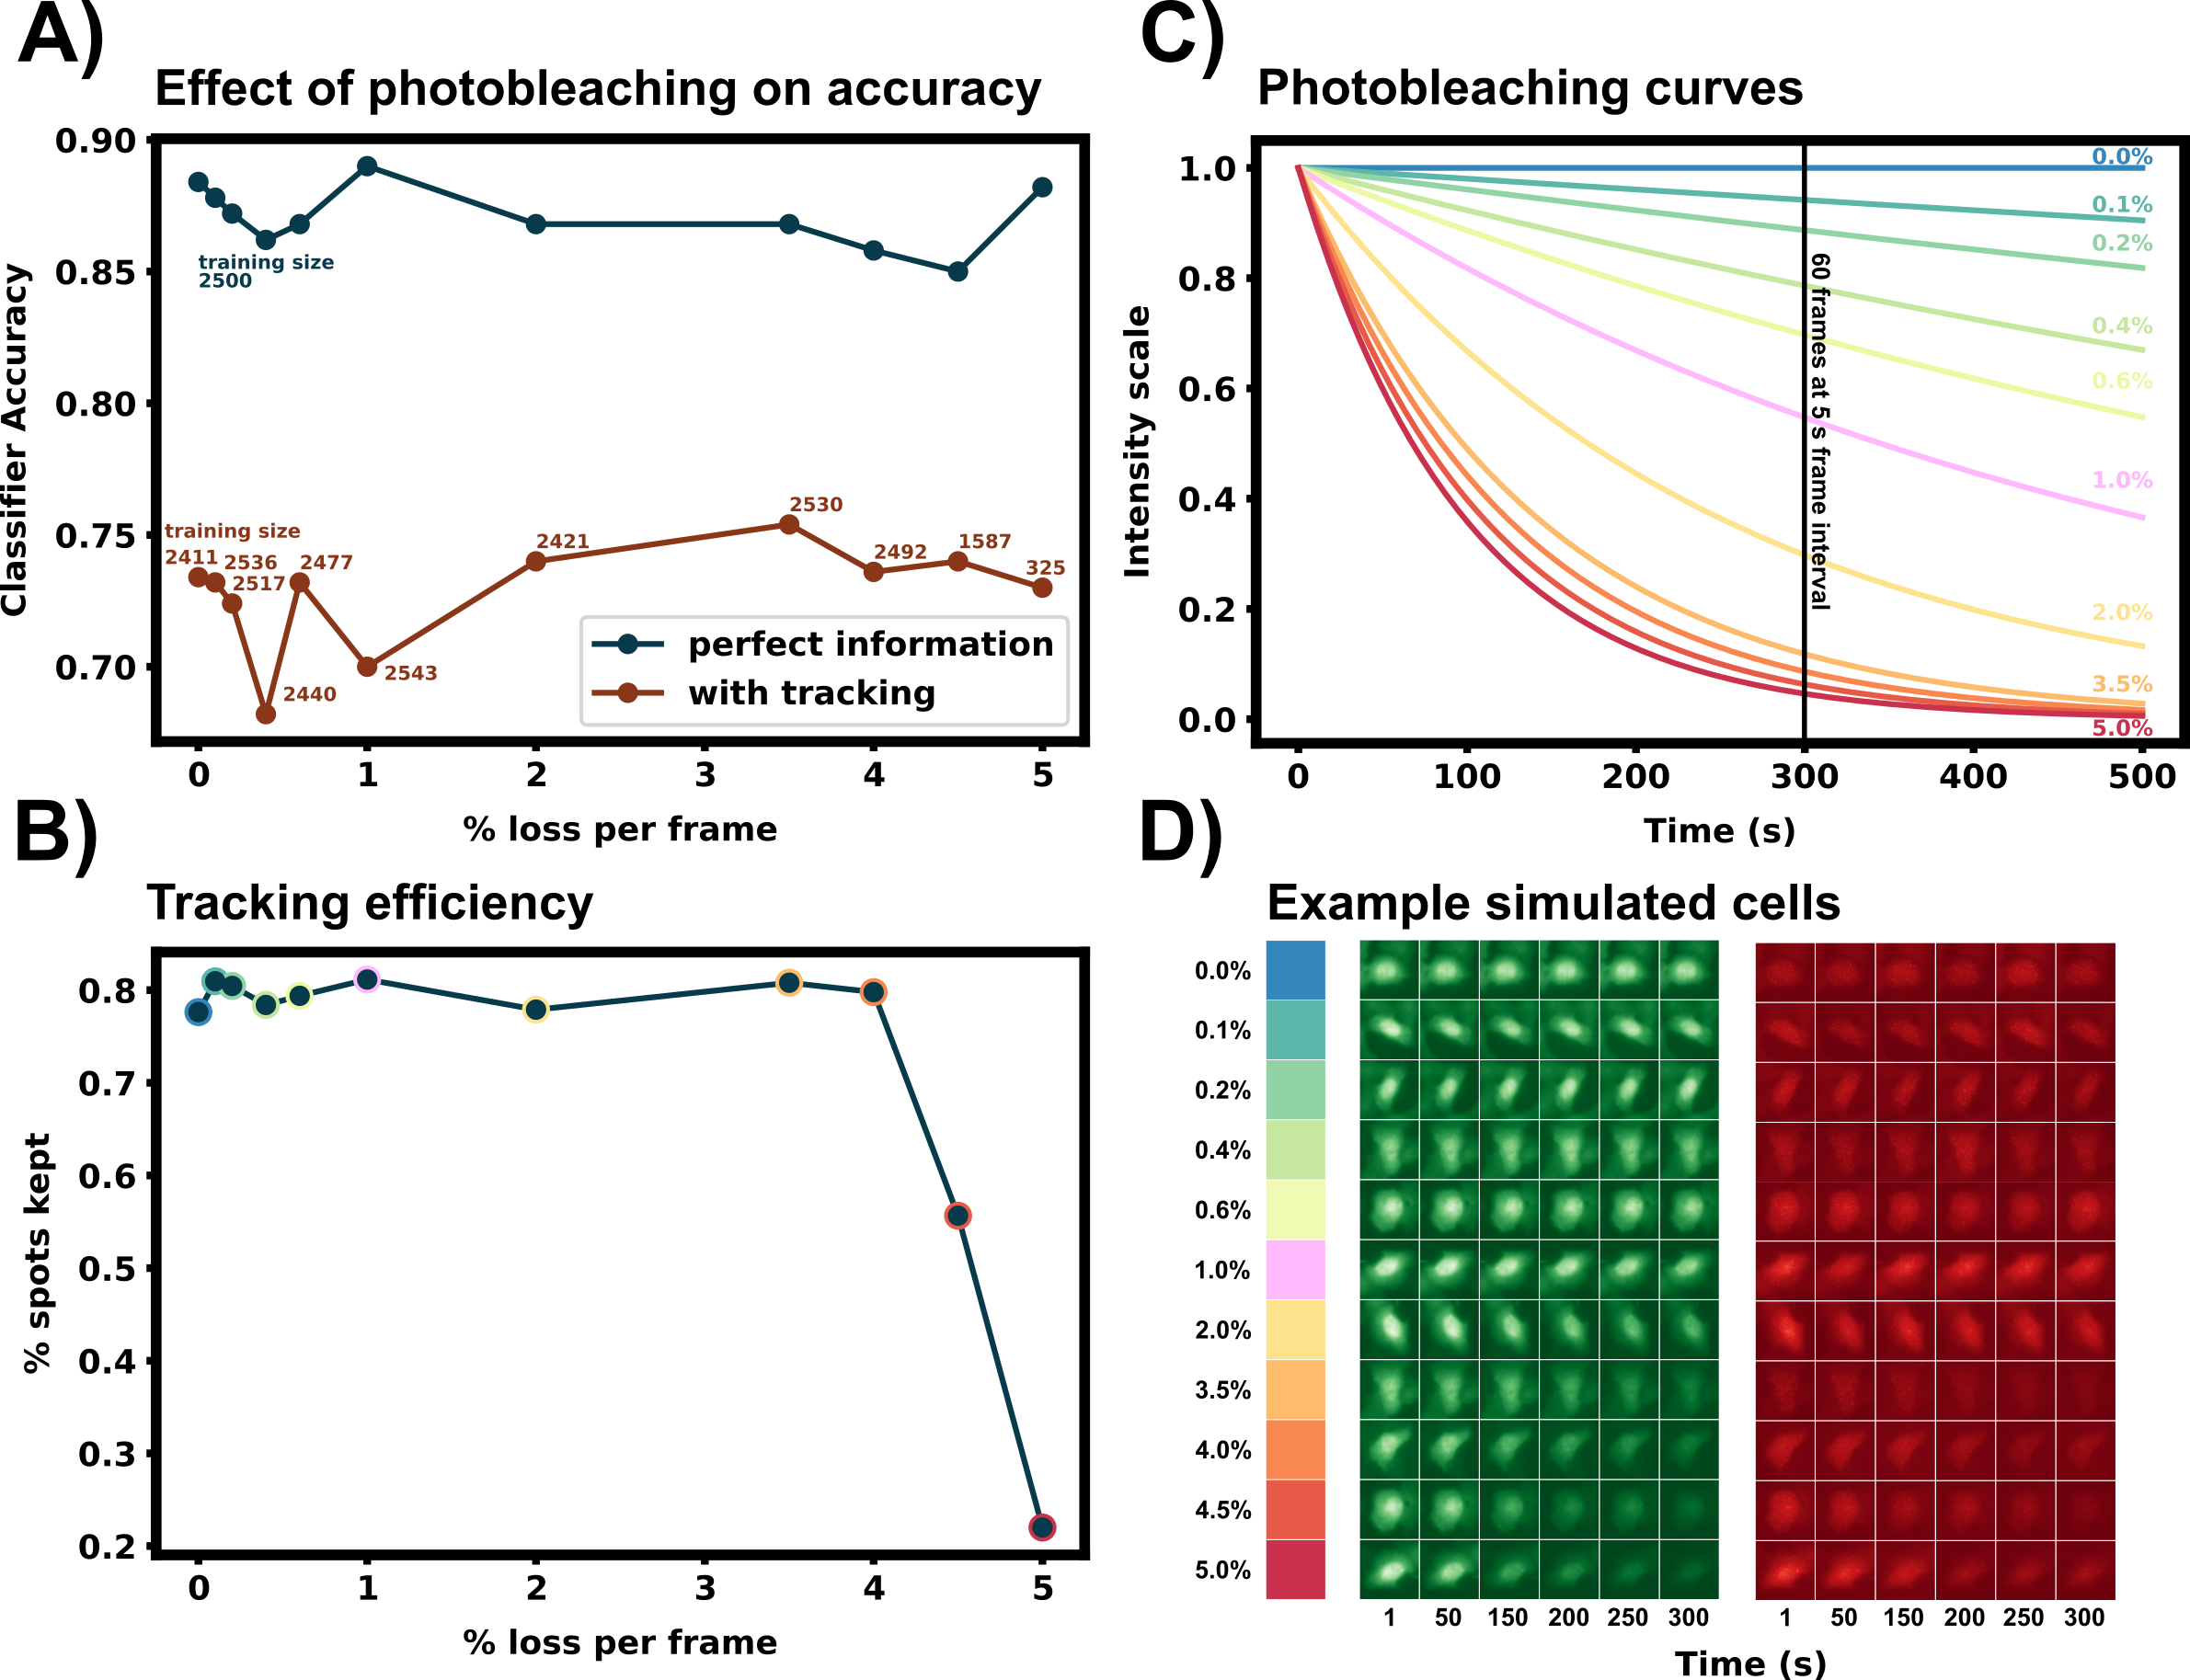 A)
Effect of photobleaching on accuracy
0.90
0.85
0.80
0.75
0.70
Classifier Accuracy
training size
2500
training size
2411
2536
2517
2440
2477
2543
2421
2530
2492
1587
325
perfect information
with tracking
0 1 2 3 4 5
% loss per frame
B)
Tracking efficiency
0.8
0.7
0.6
0.5
0.4
0.3
0.2
% spots kept
0 1 2 3 4 5
% loss per frame
C)
Photobleaching curves
1.0
0.8
0.6
0.4
0.2
0.0
Intensity scale
0.0%
0.1%
0.2%
0.4%
0.6%
1.0%
2.0%
3.5%
5.0%
60 frames at 5 s frame interval
0 100 200 300 400 500
Time (s)
D)
Example simulated cells
0.0%
0.1%
0.2%
0.4%
0.6%
1.0%
2.0%
3.5%
4.0%
4.5%
5.0%
1 50 150 200 250 300
1 50 150 200 250 300
Time (s)